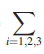 ∑
i=1,2,3